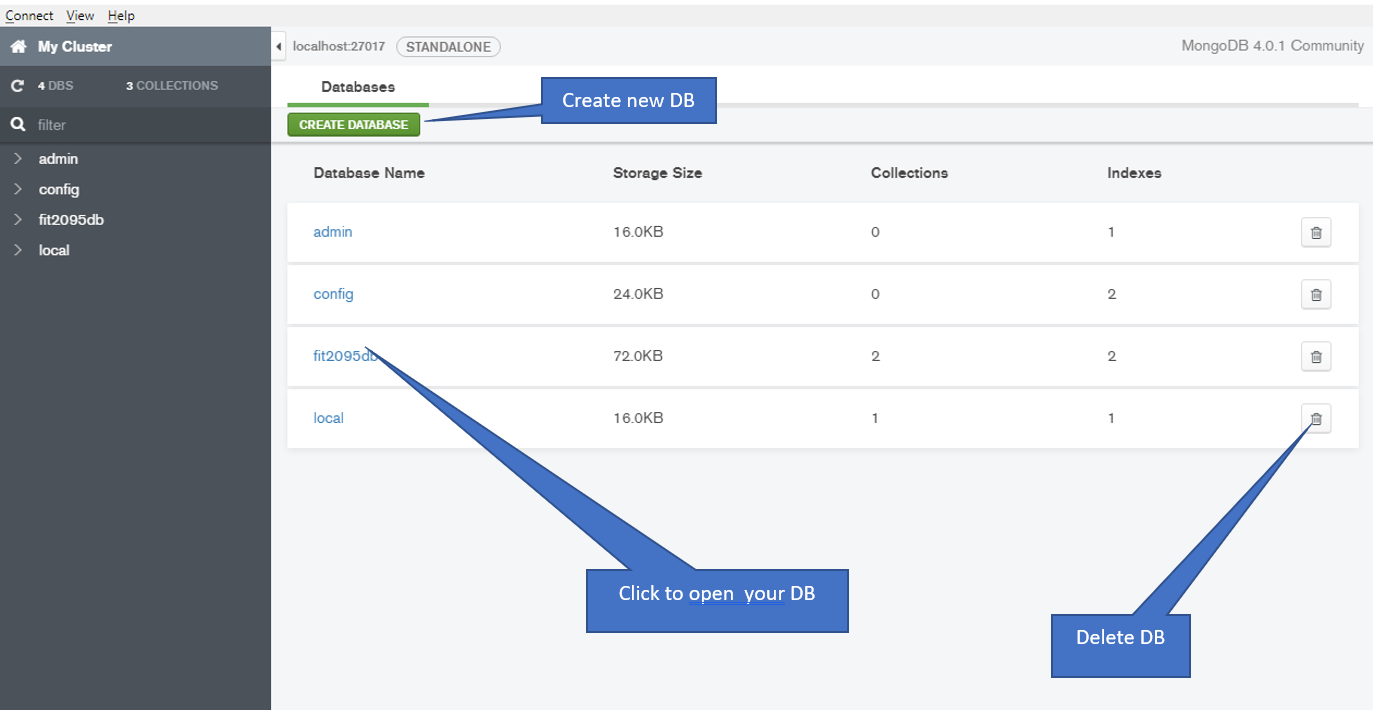 Connect View Help
My Cluster
localhost:27017 STANDALONE
MongoDB 4.0.1 Community
4 DBS 3 COLLECTIONS
filter
admin
config
fit2095db
local
Databases
Create new DB
CREATE DATABASE
Database Name Storage Size Collections Indexes
admin 16.0KB 0 1
config 24.0KB 0 2
fit2095db 72.0KB 2 2
local 16.0KB 1 1
Click to open your DB
Delete DB